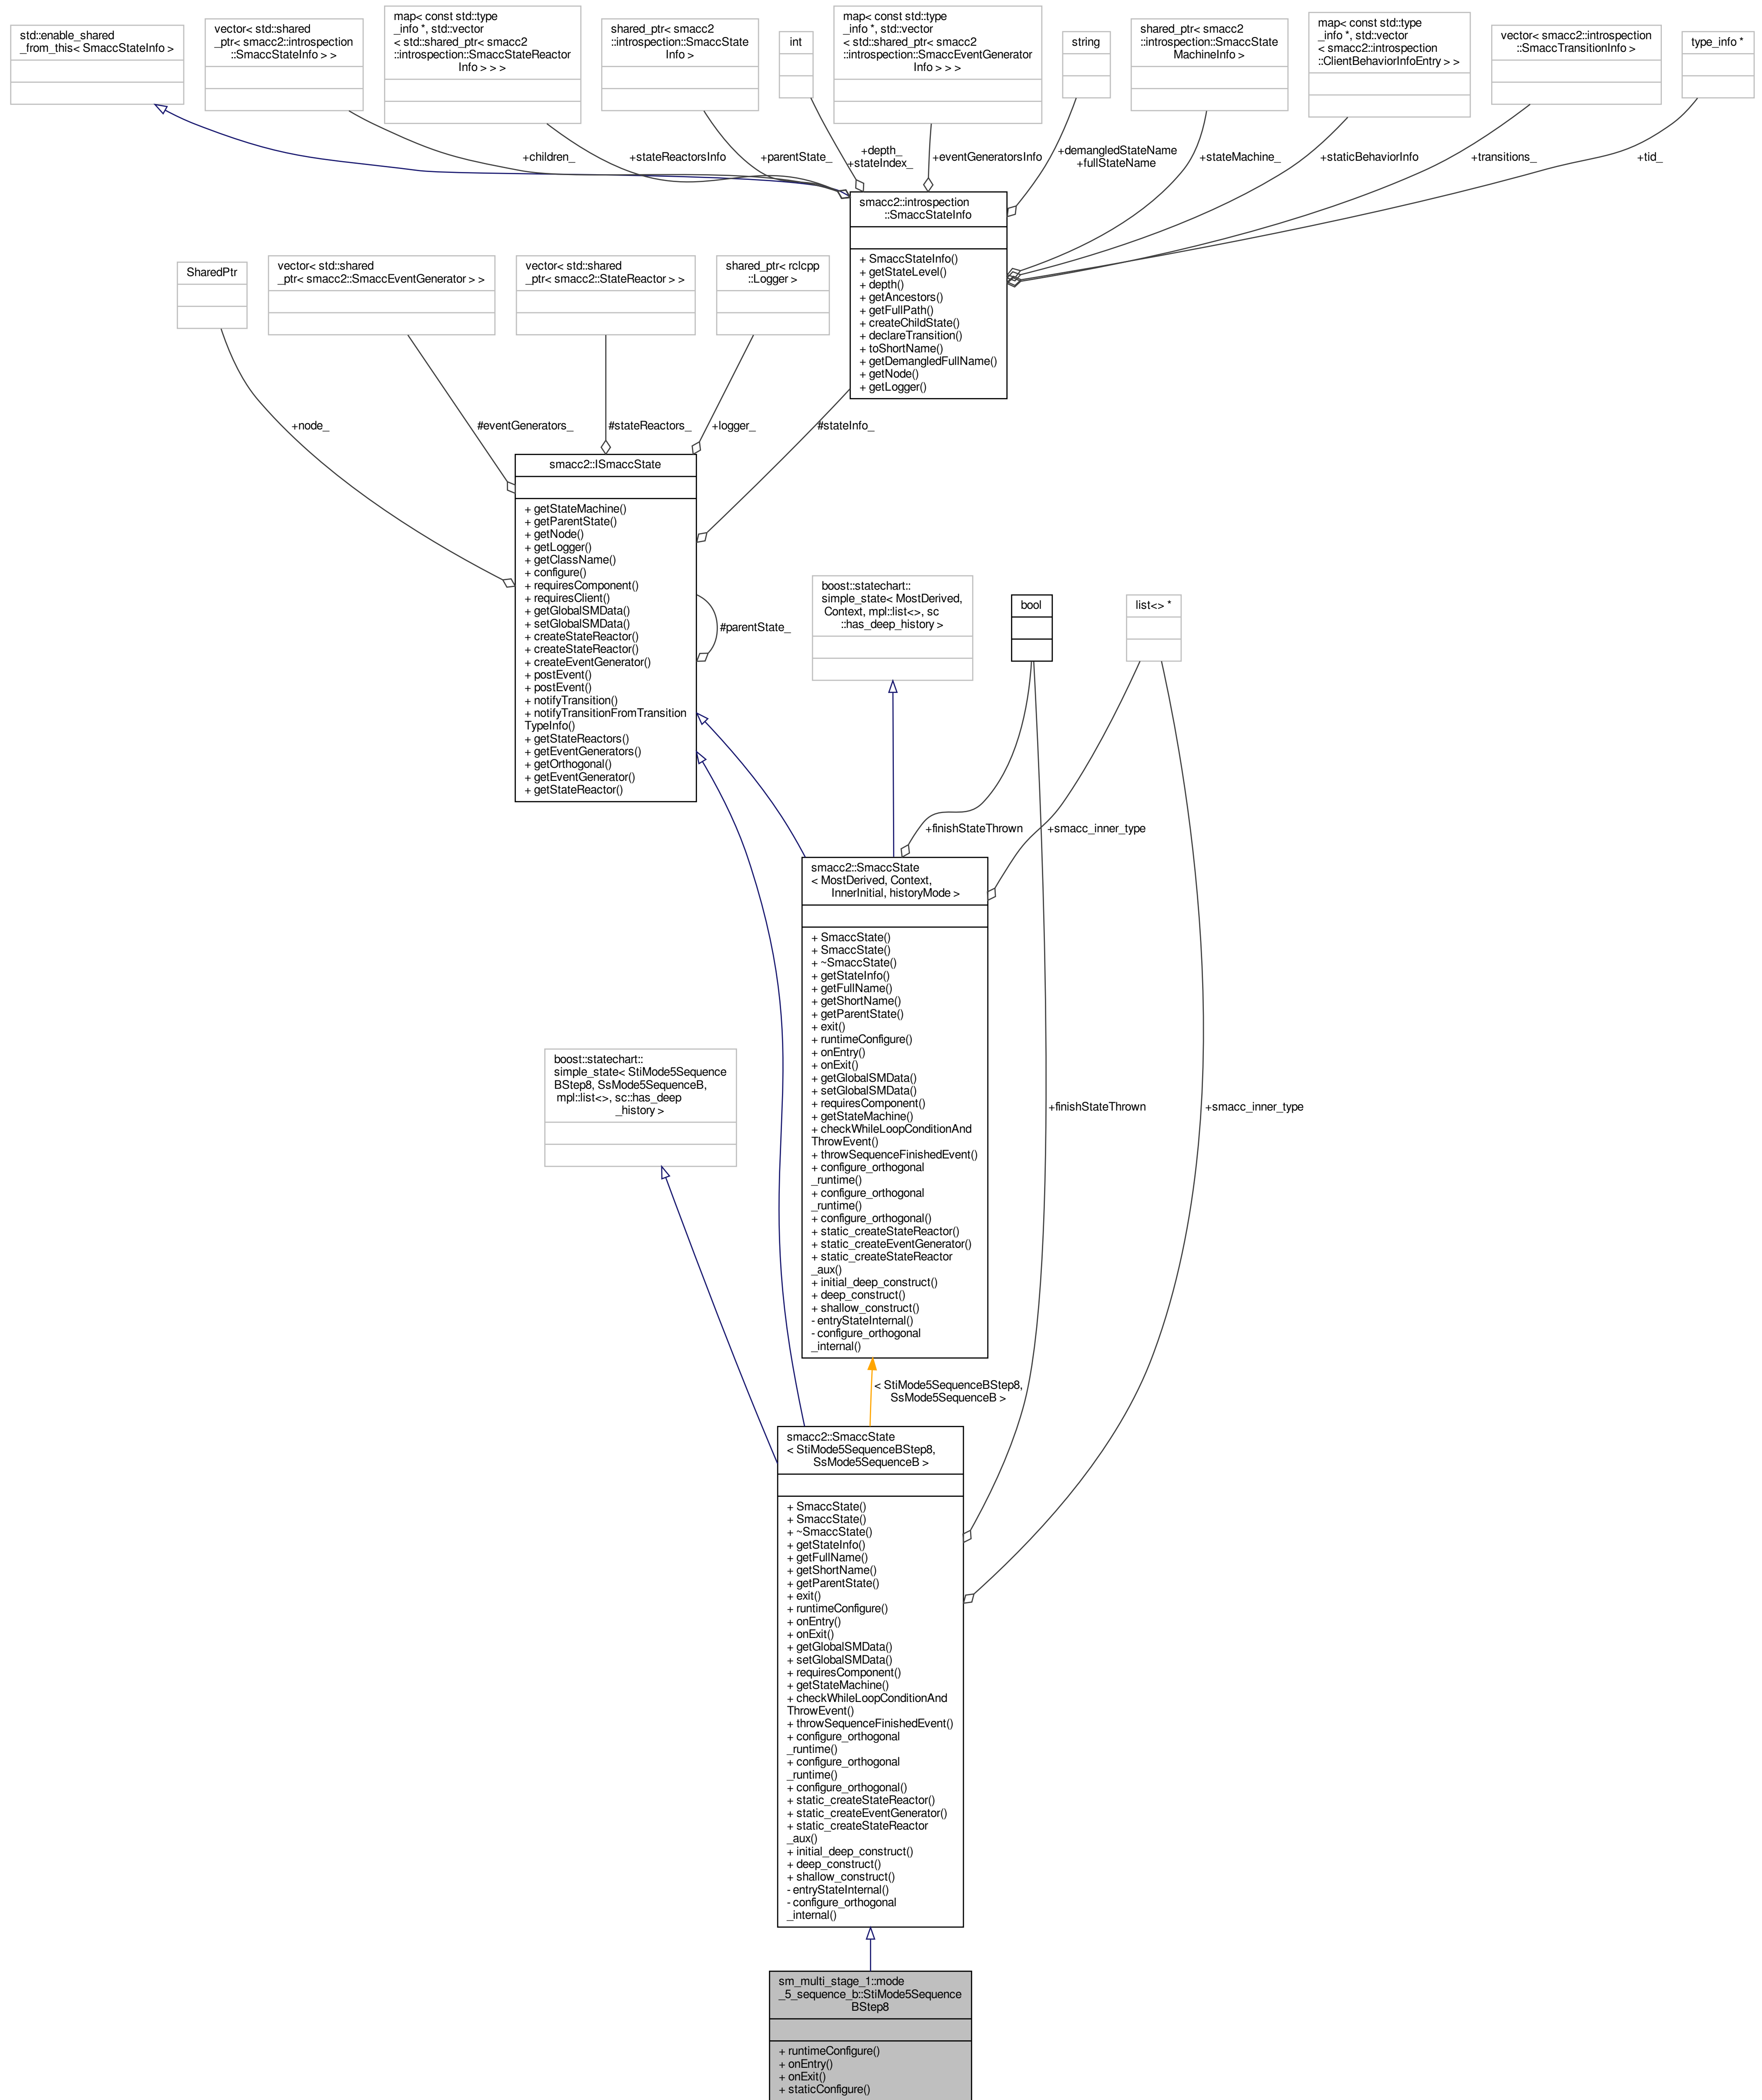 std::enable_shared
_from_this< SmaccStateInfo >
vector< std::shared
_ptr< smacc2::introspection
::SmaccStateInfo > >
map< const std::type
_info *, std::vector
< std::shared_ptr< smacc2
::introspection::SmaccStateReactor
Info > > >
shared_ptr< smacc2
::introspection::SmaccState
Info >
int
map< const std::type
_info *, std::vector
< std::shared_ptr< smacc2
::introspection::SmaccEventGenerator
Info > > >
string
shared_ptr< smacc2
::introspection::SmaccState
MachineInfo >
map< const std::type
_info *, std::vector
< smacc2::introspection
::ClientBehaviorInfoEntry > >
vector< smacc2::introspection
::SmaccTransitionInfo >
type_info *
+children_
+stateReactorsInfo
+parentState_
+depth_
+stateIndex_
+eventGeneratorsInfo
+demangledStateName
+fullStateName
+stateMachine_
+staticBehaviorInfo
+transitions_
+tid_
smacc2::introspection
::SmaccStateInfo
+ SmaccStateInfo()
+ getStateLevel()
+ depth()
+ getAncestors()
+ getFullPath()
+ createChildState()
+ declareTransition()
+ toShortName()
+ getDemangledFullName()
+ getNode()
+ getLogger()
SharedPtr
vector< std::shared
_ptr< smacc2::SmaccEventGenerator > >
vector< std::shared
_ptr< smacc2::StateReactor > >
shared_ptr< rclcpp
::Logger >
+node_
#eventGenerators_
#stateReactors_
+logger_
#stateInfo_
smacc2::ISmaccState
+ getStateMachine()
+ getParentState()
+ getNode()
+ getLogger()
+ getClassName()
+ configure()
+ requiresComponent()
+ requiresClient()
+ getGlobalSMData()
+ setGlobalSMData()
+ createStateReactor()
+ createStateReactor()
+ createEventGenerator()
+ postEvent()
+ postEvent()
+ notifyTransition()
+ notifyTransitionFromTransition
TypeInfo()
+ getStateReactors()
+ getEventGenerators()
+ getOrthogonal()
+ getEventGenerator()
+ getStateReactor()
#parentState_
boost::statechart::
simple_state< MostDerived,
Context, mpl::list<>, sc
::has_deep_history >
bool
list<> *
+finishStateThrown
+smacc_inner_type
smacc2::SmaccState
< MostDerived, Context,
InnerInitial, historyMode >
+ SmaccState()
+ SmaccState()
+ ~SmaccState()
+ getStateInfo()
+ getFullName()
+ getShortName()
+ getParentState()
+ exit()
+ runtimeConfigure()
+ onEntry()
+ onExit()
+ getGlobalSMData()
+ setGlobalSMData()
+ requiresComponent()
+ getStateMachine()
+ checkWhileLoopConditionAnd
ThrowEvent()
+ throwSequenceFinishedEvent()
+ configure_orthogonal
_runtime()
+ configure_orthogonal
_runtime()
+ configure_orthogonal()
+ static_createStateReactor()
+ static_createEventGenerator()
+ static_createStateReactor
_aux()
+ initial_deep_construct()
+ deep_construct()
+ shallow_construct()
- entryStateInternal()
- configure_orthogonal
_internal()
boost::statechart::
simple_state< StiMode5Sequence
BStep8, SsMode5SequenceB,
mpl::list<>, sc::has_deep
_history >
+finishStateThrown
+smacc_inner_type
< StiMode5SequenceBStep8,
SsMode5SequenceB >
smacc2::SmaccState
< StiMode5SequenceBStep8,
SsMode5SequenceB >
+ SmaccState()
+ SmaccState()
+ ~SmaccState()
+ getStateInfo()
+ getFullName()
+ getShortName()
+ getParentState()
+ exit()
+ runtimeConfigure()
+ onEntry()
+ onExit()
+ getGlobalSMData()
+ setGlobalSMData()
+ requiresComponent()
+ getStateMachine()
+ checkWhileLoopConditionAnd
ThrowEvent()
+ throwSequenceFinishedEvent()
+ configure_orthogonal
_runtime()
+ configure_orthogonal
_runtime()
+ configure_orthogonal()
+ static_createStateReactor()
+ static_createEventGenerator()
+ static_createStateReactor
_aux()
+ initial_deep_construct()
+ deep_construct()
+ shallow_construct()
- entryStateInternal()
- configure_orthogonal
_internal()
sm_multi_stage_1::mode
_5_sequence_b::StiMode5Sequence
BStep8
+ runtimeConfigure()
+ onEntry()
+ onExit()
+ staticConfigure()